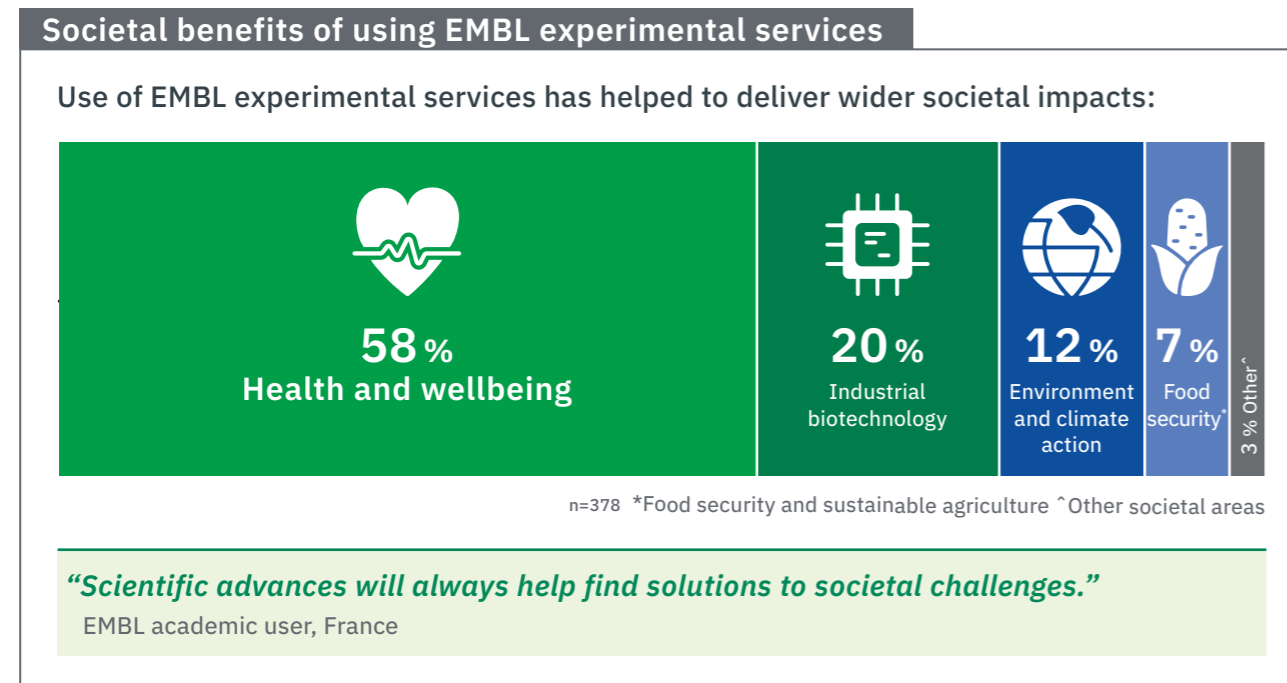 Societal benefits of using EMBL experimental services
Use of EMBL experimental services has helped to deliver wider societal impacts:
58 %
Health and wellbeing
20 %
Industrial
biotechnology
12 %
Environment
and climate
action
7 %
Food
security*
3 % Other^
n=378 *Food security and sustainable agriculture ^Other societal areas
“Scientific advances will always help find solutions to societal challenges.”
EMBL academic user, France